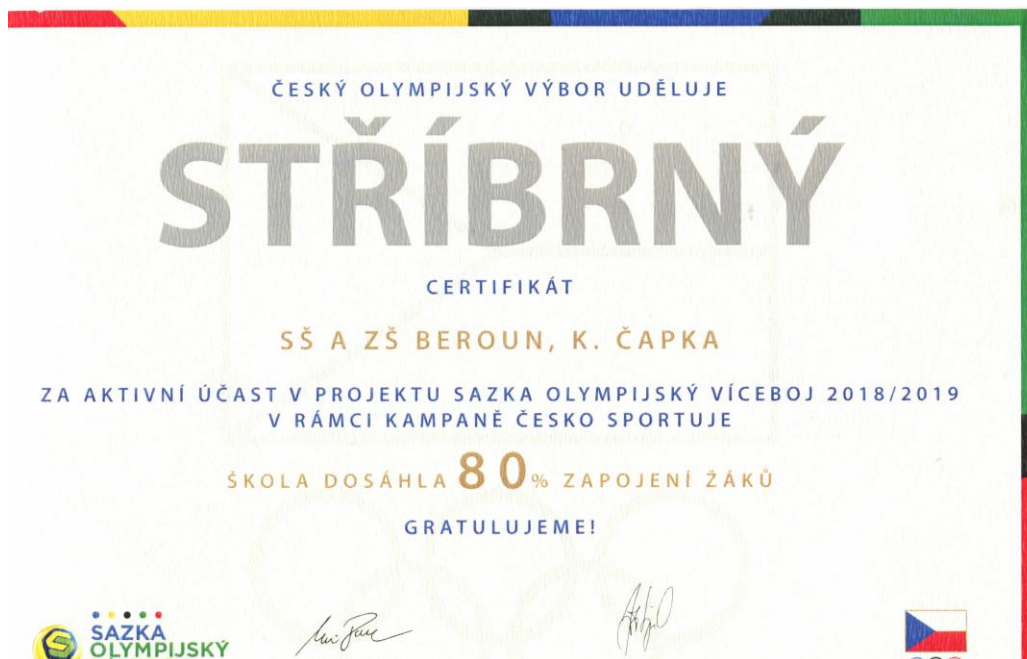 ČESKÝ OLYMPIJSKÝ VÝBOR UDĚLUJE
STŘÍBRNÝ
CERTIFIKÁT
SŠ A ZŠ BEROUN, K. ČAPKA
ZA AKTIVNÍ ÚČAST V PROJEKTU SAZKA OLYMPIJSKÝ VÍCEBOJ 2018/2019
V RÁMCI KAMPANĚ ČESKO SPORTUJE
ŠKOLA DOSÁHLA 80% ZAPOJENÍ ŽÁKŮ
GRATULUJEME!
SAZKA
OLYMPIJSKÝ